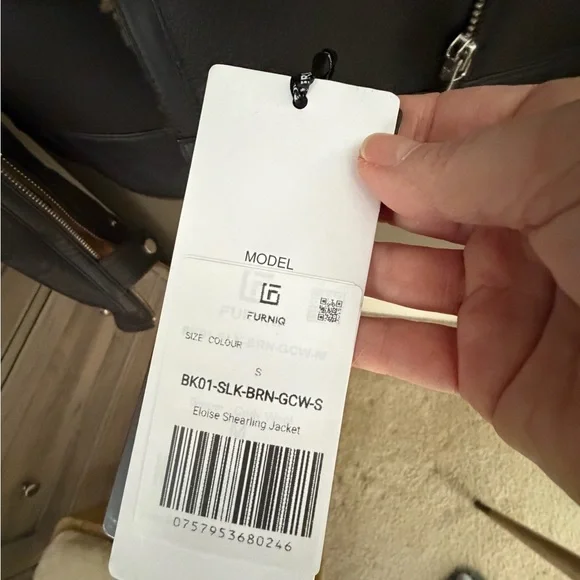 MODEL
FURNIQ
SIZE COLOUR
S
BK01-SLK-BRN-GCW-S
Eloise Shearling Jacket
0757953680246